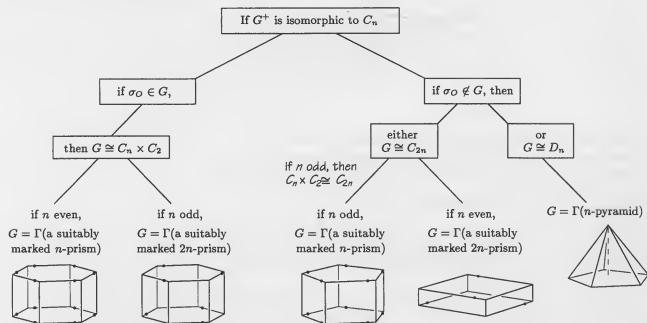 If G⁺ is isomorphic to Cₙ
if σ_O ∈ G,
if σ_O ∉ G, then
then G ≅ Cₙ × C₂
either
G ≅ C₂ₙ
or
G ≅ Dₙ
if n odd, then
Cₙ × C₂ ≅ C₂ₙ
if n even,
G = Γ(a suitably
marked n-prism)
if n odd,
G = Γ(a suitably
marked 2n-prism)
if n odd,
G = Γ(a suitably
marked n-prism)
if n even,
G = Γ(a suitably
marked 2n-prism)
G = Γ(n-pyramid)